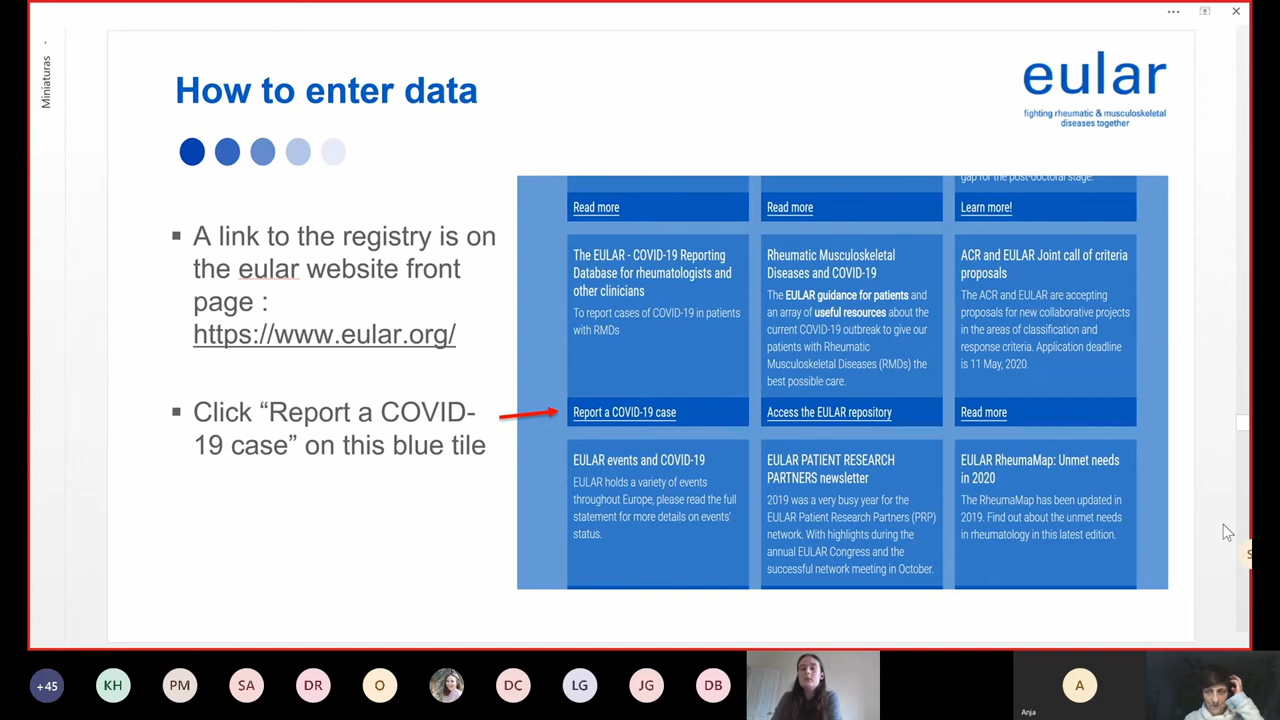 Miniaturas
How to enter data
eular
fighting rheumatic & musculoskeletal
diseases together
▪ A link to the registry is on
the eular website front
page :
https://www.eular.org/
▪ Click “Report a COVID-
19 case” on this blue tile
Read more
Read more
gap for the post-doctoral stage.
Learn more!
The EULAR - COVID-19 Reporting
Database for rheumatologists and
other clinicians
To report cases of COVID-19 in patients
with RMDs
Report a COVID-19 case
Rheumatic Musculoskeletal
Diseases and COVID-19
The EULAR guidance for patients and
an array of useful resources about the
current COVID-19 outbreak to give our
patients with Rheumatic
Musculoskeletal Diseases (RMDs) the
best possible care.
Access the EULAR repository
ACR and EULAR Joint call of criteria
proposals
The ACR and EULAR are accepting
proposals for new collaborative projects
in the areas of classification and
response criteria. Application deadline
is 11 May, 2020.
Read more
EULAR events and COVID-19
EULAR holds a variety of events
throughout Europe, please read the full
statement for more details on events'
status.
EULAR PATIENT RESEARCH
PARTNERS newsletter
2019 was a very busy year for the
EULAR Patient Research Partners (PRP)
network. With highlights during the
annual EULAR Congress and the
successful network meeting in October.
EULAR RheumaMap: Unmet needs
in 2020
The RheumaMap has been updated in
2019. Find out about the unmet needs
in rheumatology in this latest edition.
+45
KH
PM
SA
DR
O
DC
LG
JG
DB
A
Anja